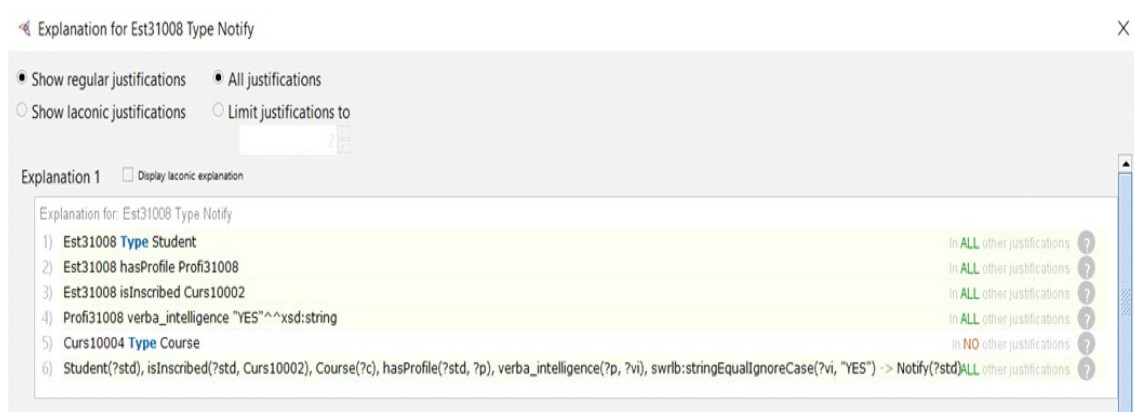 Explanation for Est31008 Type Notify
Show regular justifications All justifications
Show laconic justifications Limit justifications to
2
Explanation 1 Display laconic explanation
Explanation for: Est31008 Type Notify
1) Est31008 Type Student In ALL other justifications ?
2) Est31008 hasProfile Profi31008 In ALL other justifications ?
3) Est31008 isInscribed Curs10002 In ALL other justifications ?
4) Profi31008 verba_intelligence "YES"^^xsd:string In ALL other justifications ?
5) Curs10004 Type Course In NO other justifications ?
6) Student(?std), isInscribed(?std, Curs10002), Course(?c), hasProfile(?std, ?p), verba_intelligence(?p, ?vi), swrlb:stringEqualIgnoreCase(?vi, "YES") -> Notify(?std) ALL other justifications ?